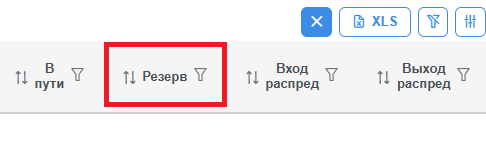 XLS
В пути
Резерв
Вход распред
Выход распред